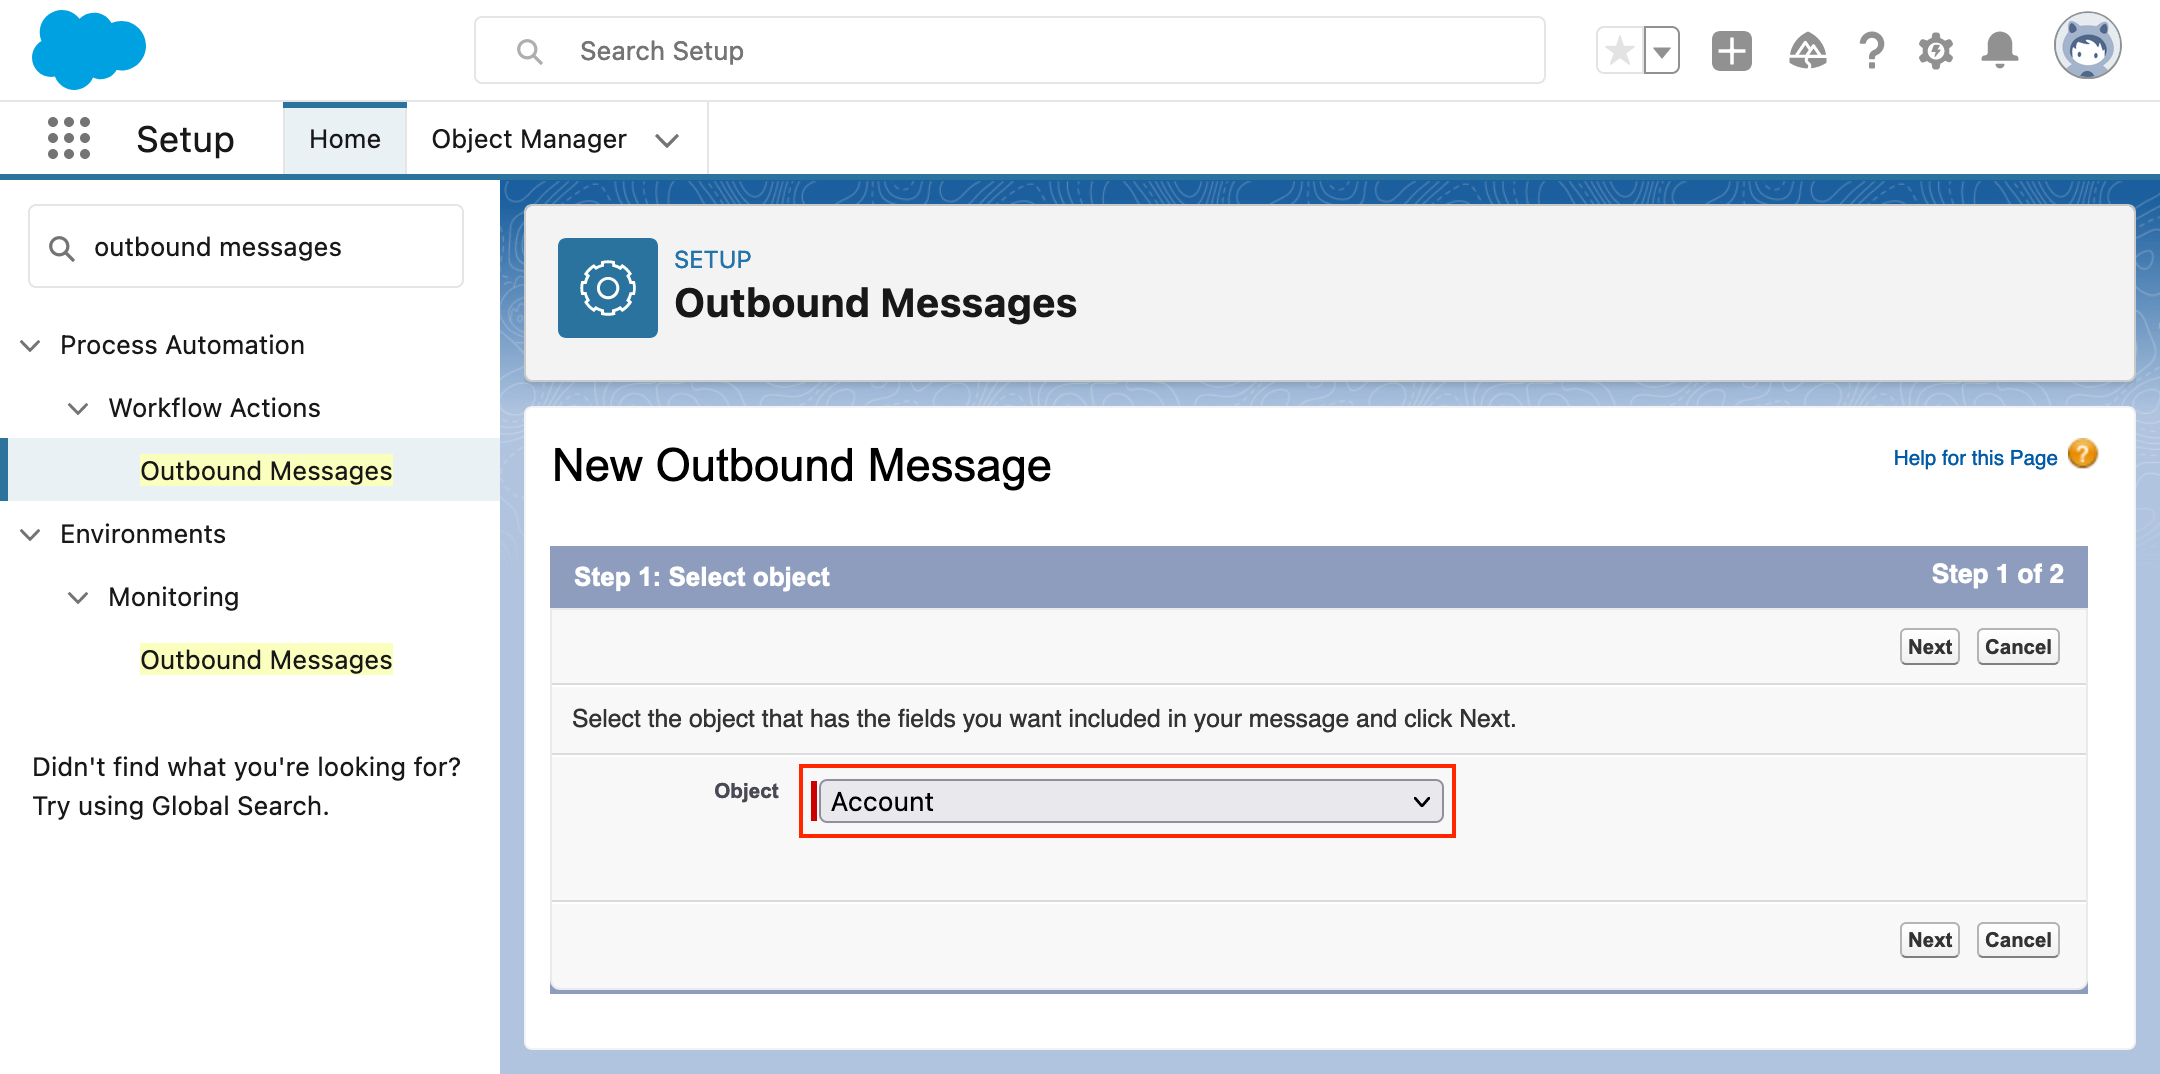 Search Setup
Setup
Home
Object Manager
outbound messages
Process Automation
Workflow Actions
Outbound Messages
Environments
Monitoring
Outbound Messages
Didn't find what you're looking for?
Try using Global Search.
SETUP
Outbound Messages
New Outbound Message
Help for this Page ?
Step 1: Select object
Step 1 of 2
Next
Cancel
Select the object that has the fields you want included in your message and click Next.
Object
Account
Next
Cancel